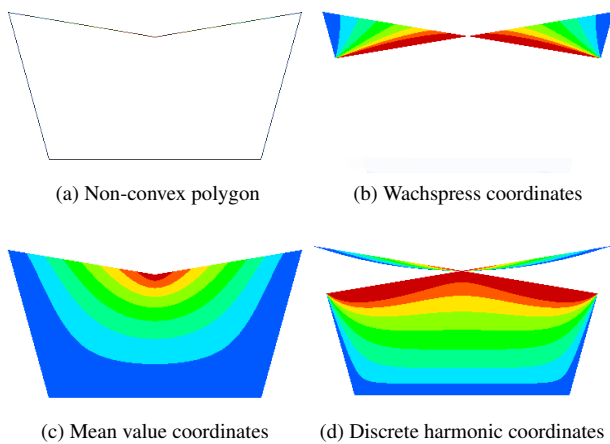 (a) Non-convex polygon
(b) Wachspress coordinates
(c) Mean value coordinates
(d) Discrete harmonic coordinates